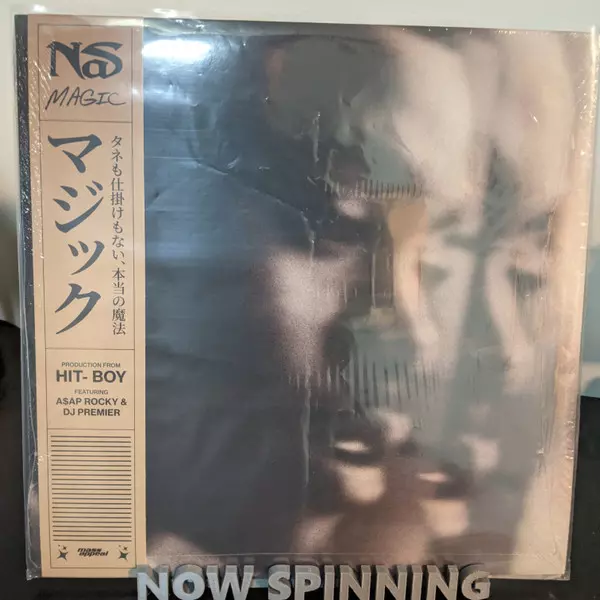 NaS
MAGIC
マジック
タネも仕掛けもない、本当の魔法
PRODUCTION FROM
HIT- BOY
FEATURING
A$AP ROCKY &
DJ PREMIER
mass
appeal
NOW SPINNING